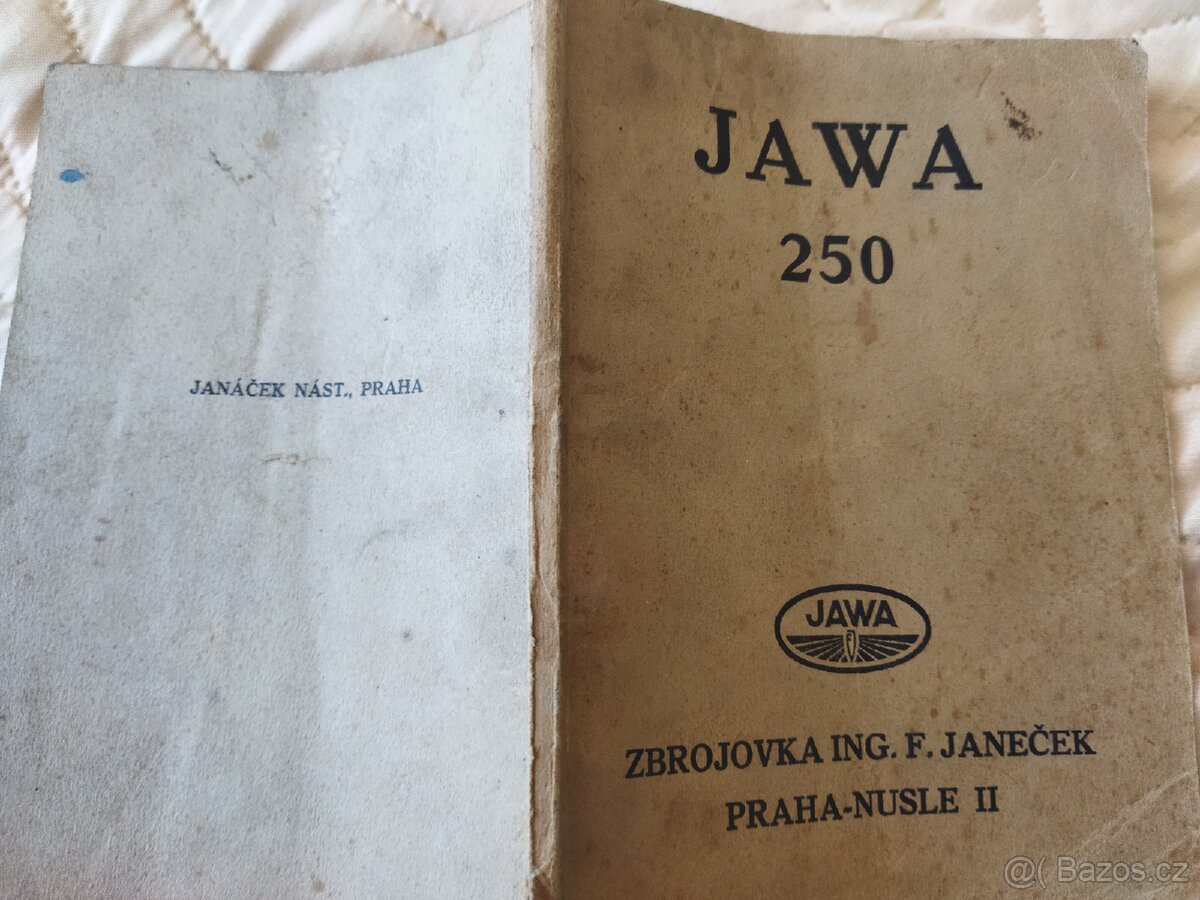 JANÁČEK NÁST., PRAHA
JAWA
250
JAWA
ZBROJOVKA ING. F. JANEČEK
PRAHA-NUSLE II
@( Bazos.cz